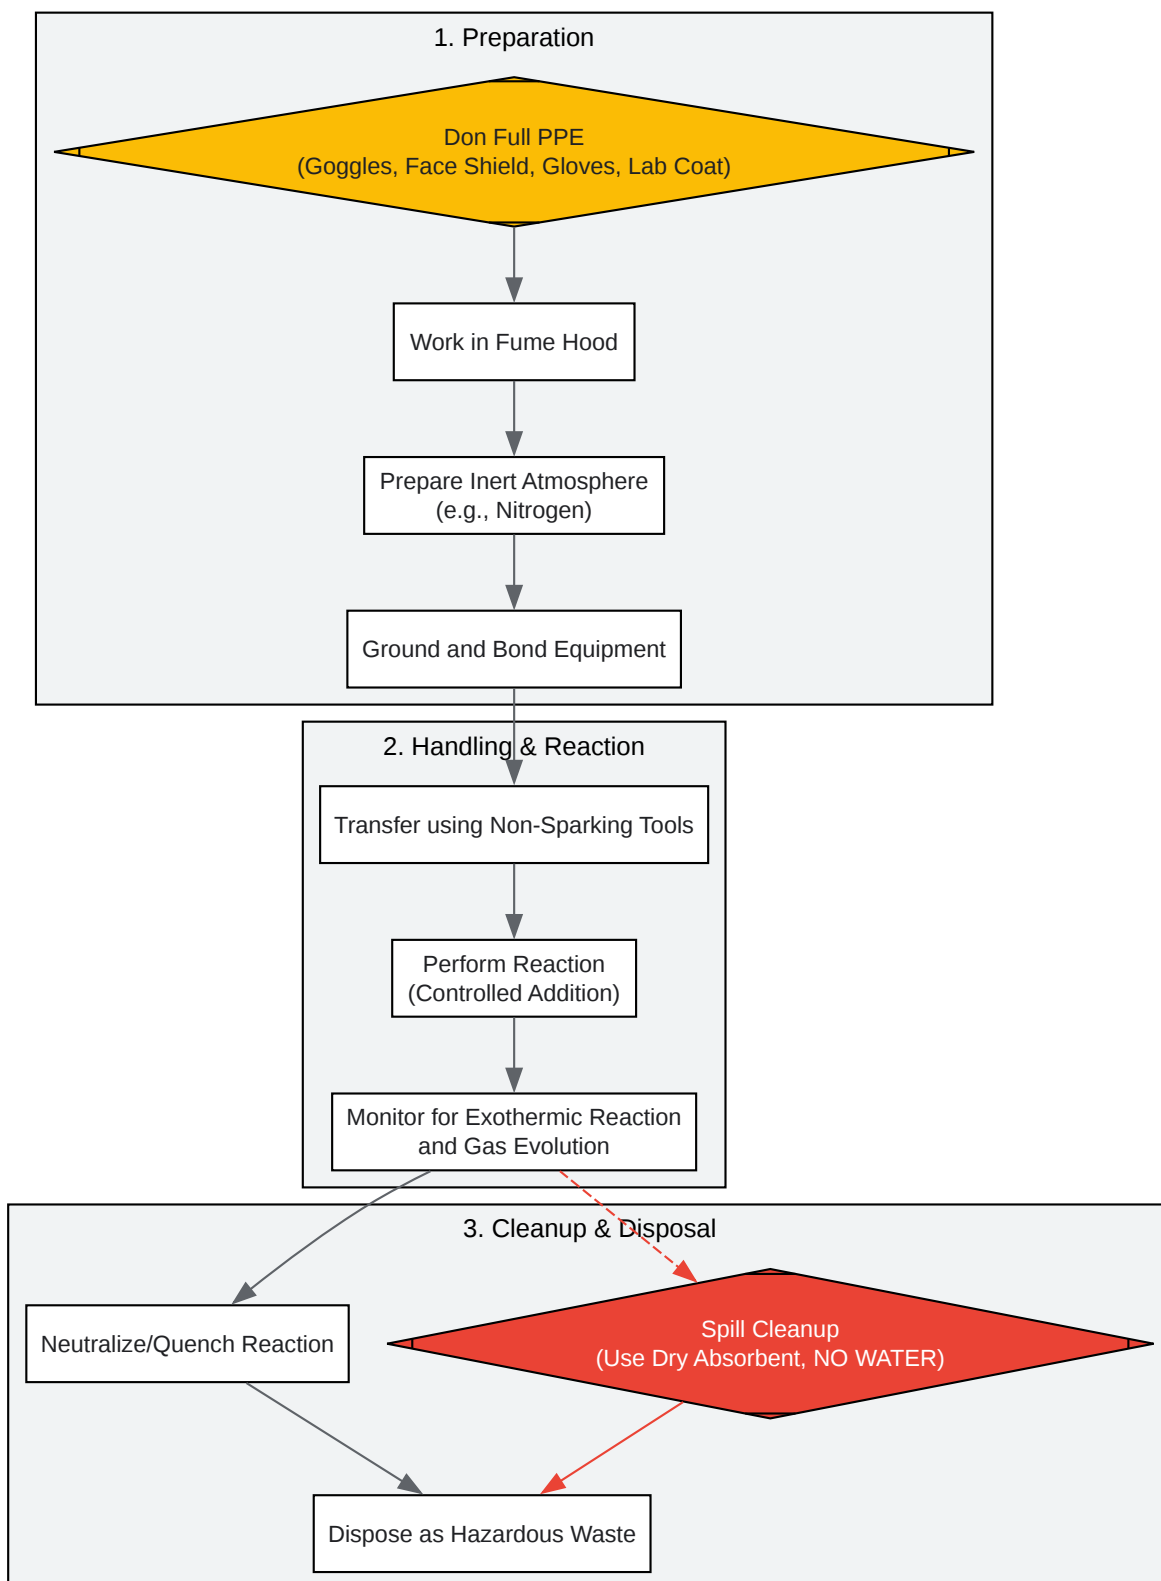 1. Preparation
Don Full PPE
(Goggles, Face Shield, Gloves, Lab Coat)
Work in Fume Hood
Prepare Inert Atmosphere
(e.g., Nitrogen)
Ground and Bond Equipment
2. Handling & Reaction
Transfer using Non-Sparking Tools
Perform Reaction
(Controlled Addition)
Monitor for Exothermic Reaction
and Gas Evolution
3. Cleanup & Disposal
Neutralize/Quench Reaction
Spill Cleanup
(Use Dry Absorbent, NO WATER)
Dispose as Hazardous Waste